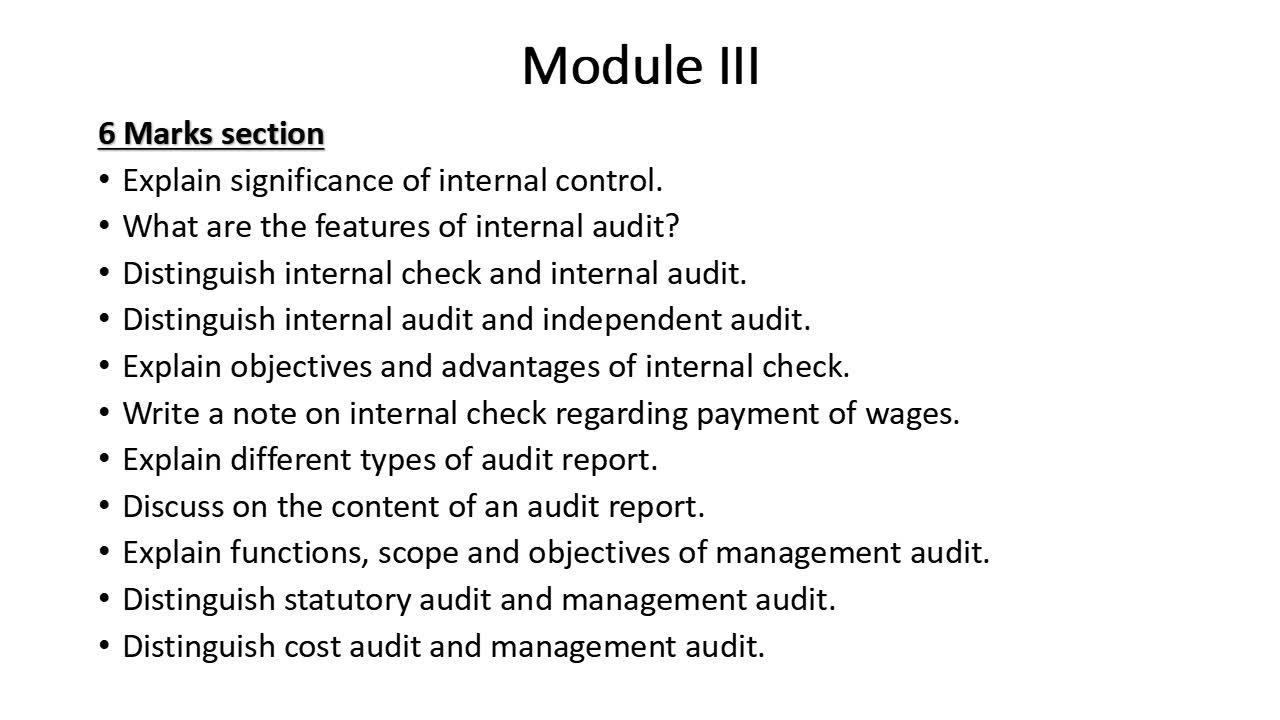 Module III
6 Marks section
• Explain significance of internal control.
• What are the features of internal audit?
• Distinguish internal check and internal audit.
• Distinguish internal audit and independent audit.
• Explain objectives and advantages of internal check.
• Write a note on internal check regarding payment of wages.
• Explain different types of audit report.
• Discuss on the content of an audit report.
• Explain functions, scope and objectives of management audit.
• Distinguish statutory audit and management audit.
• Distinguish cost audit and management audit.